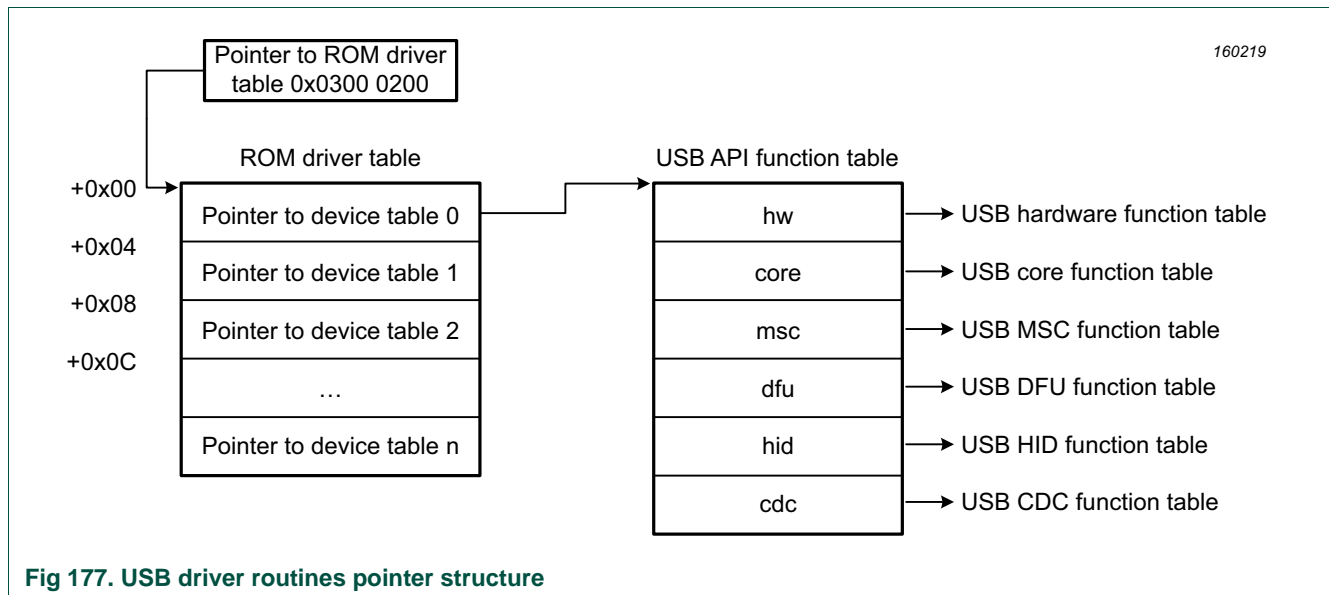 Pointer to ROM driver
table 0x0300 0200
160219
ROM driver table
USB API function table
+0x00
Pointer to device table 0
hw
USB hardware function table
+0x04
Pointer to device table 1
core
USB core function table
+0x08
Pointer to device table 2
msc
USB MSC function table
+0x0C
…
dfu
USB DFU function table
Pointer to device table n
hid
USB HID function table
cdc
USB CDC function table
Fig 177. USB driver routines pointer structure